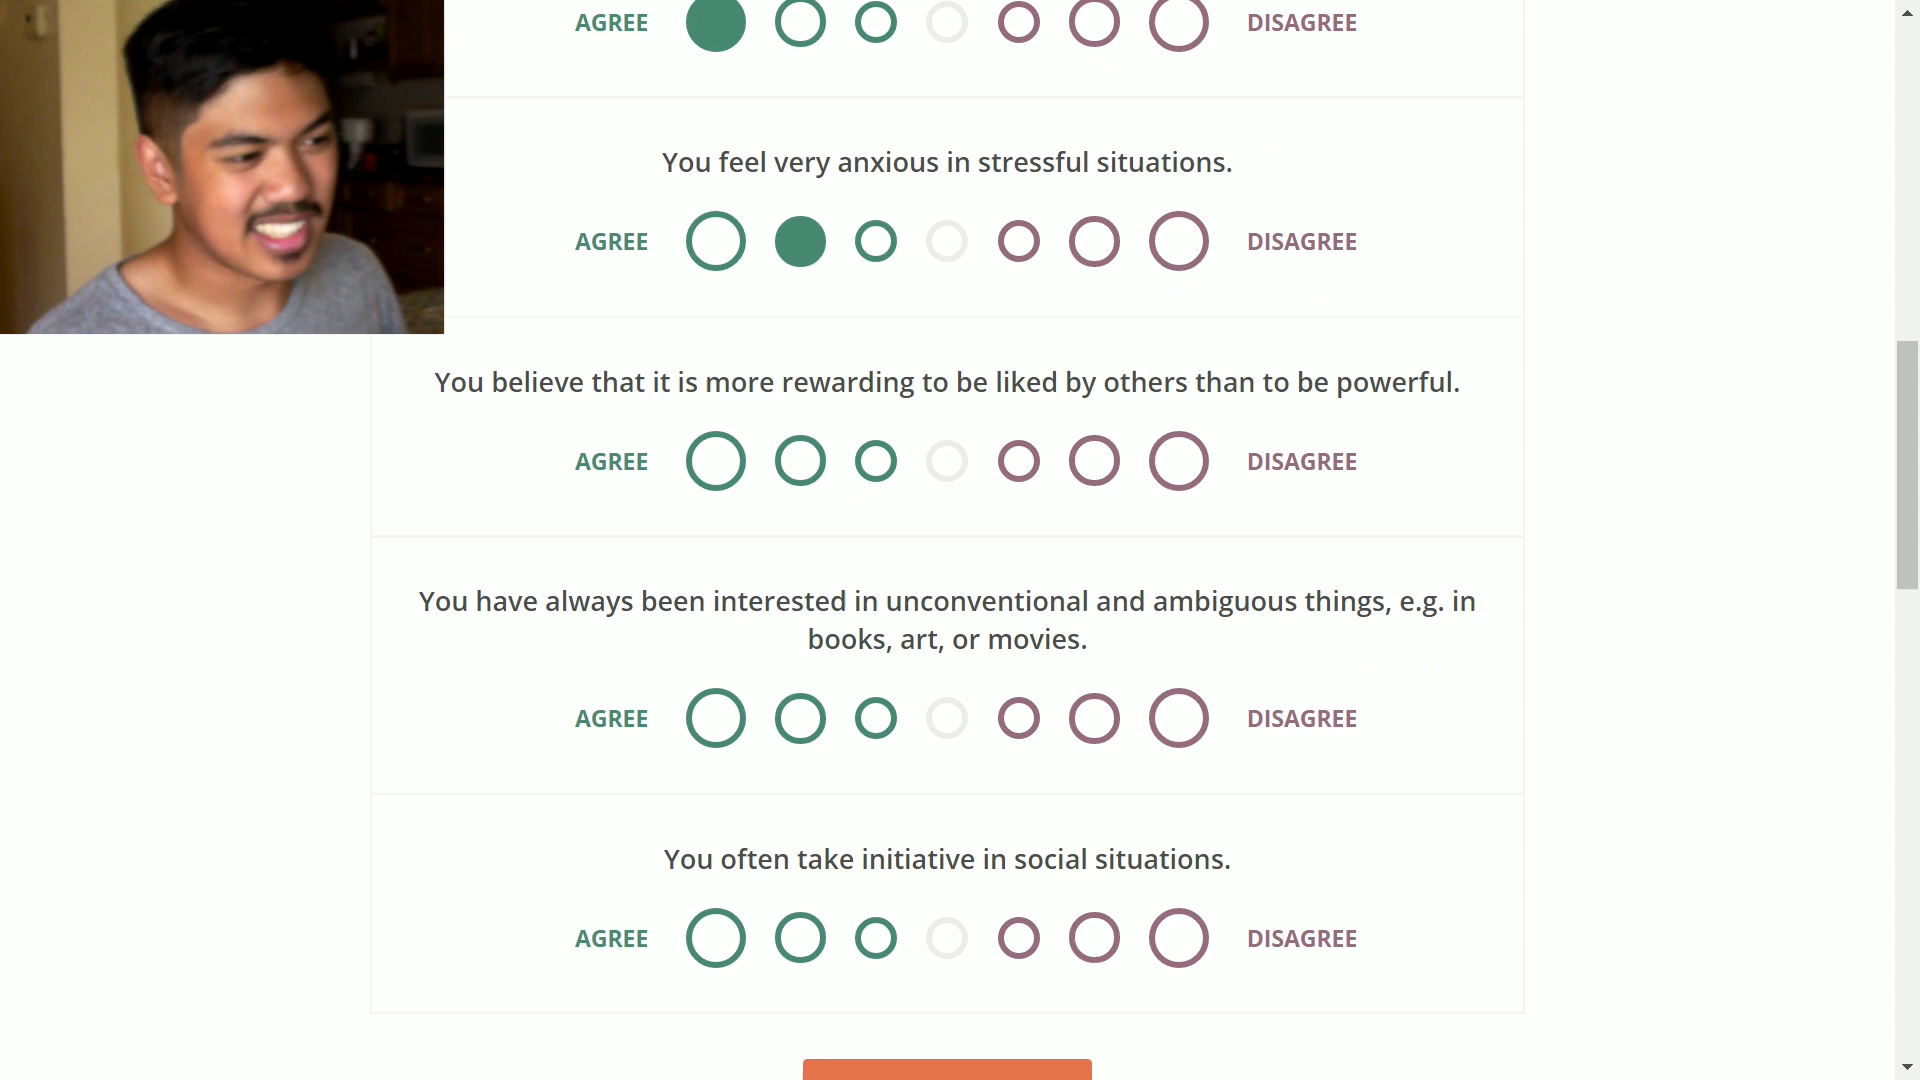 AGREE DISAGREE
You feel very anxious in stressful situations.
AGREE DISAGREE
You believe that it is more rewarding to be liked by others than to be powerful.
AGREE DISAGREE
You have always been interested in unconventional and ambiguous things, e.g. in
books, art, or movies.
AGREE DISAGREE
You often take initiative in social situations.
AGREE DISAGREE